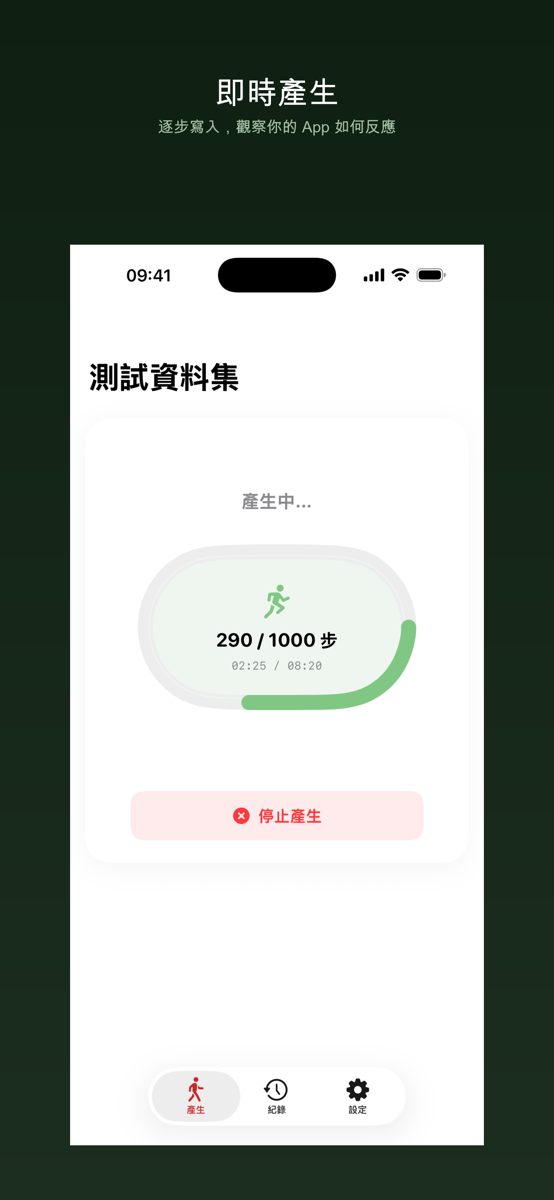 即時產生
逐步寫入，觀察你的 App 如何反應
09:41
測試資料集
產生中...
290 / 1000 步
02:25 / 08:20
停止產生
產生
紀錄
設定